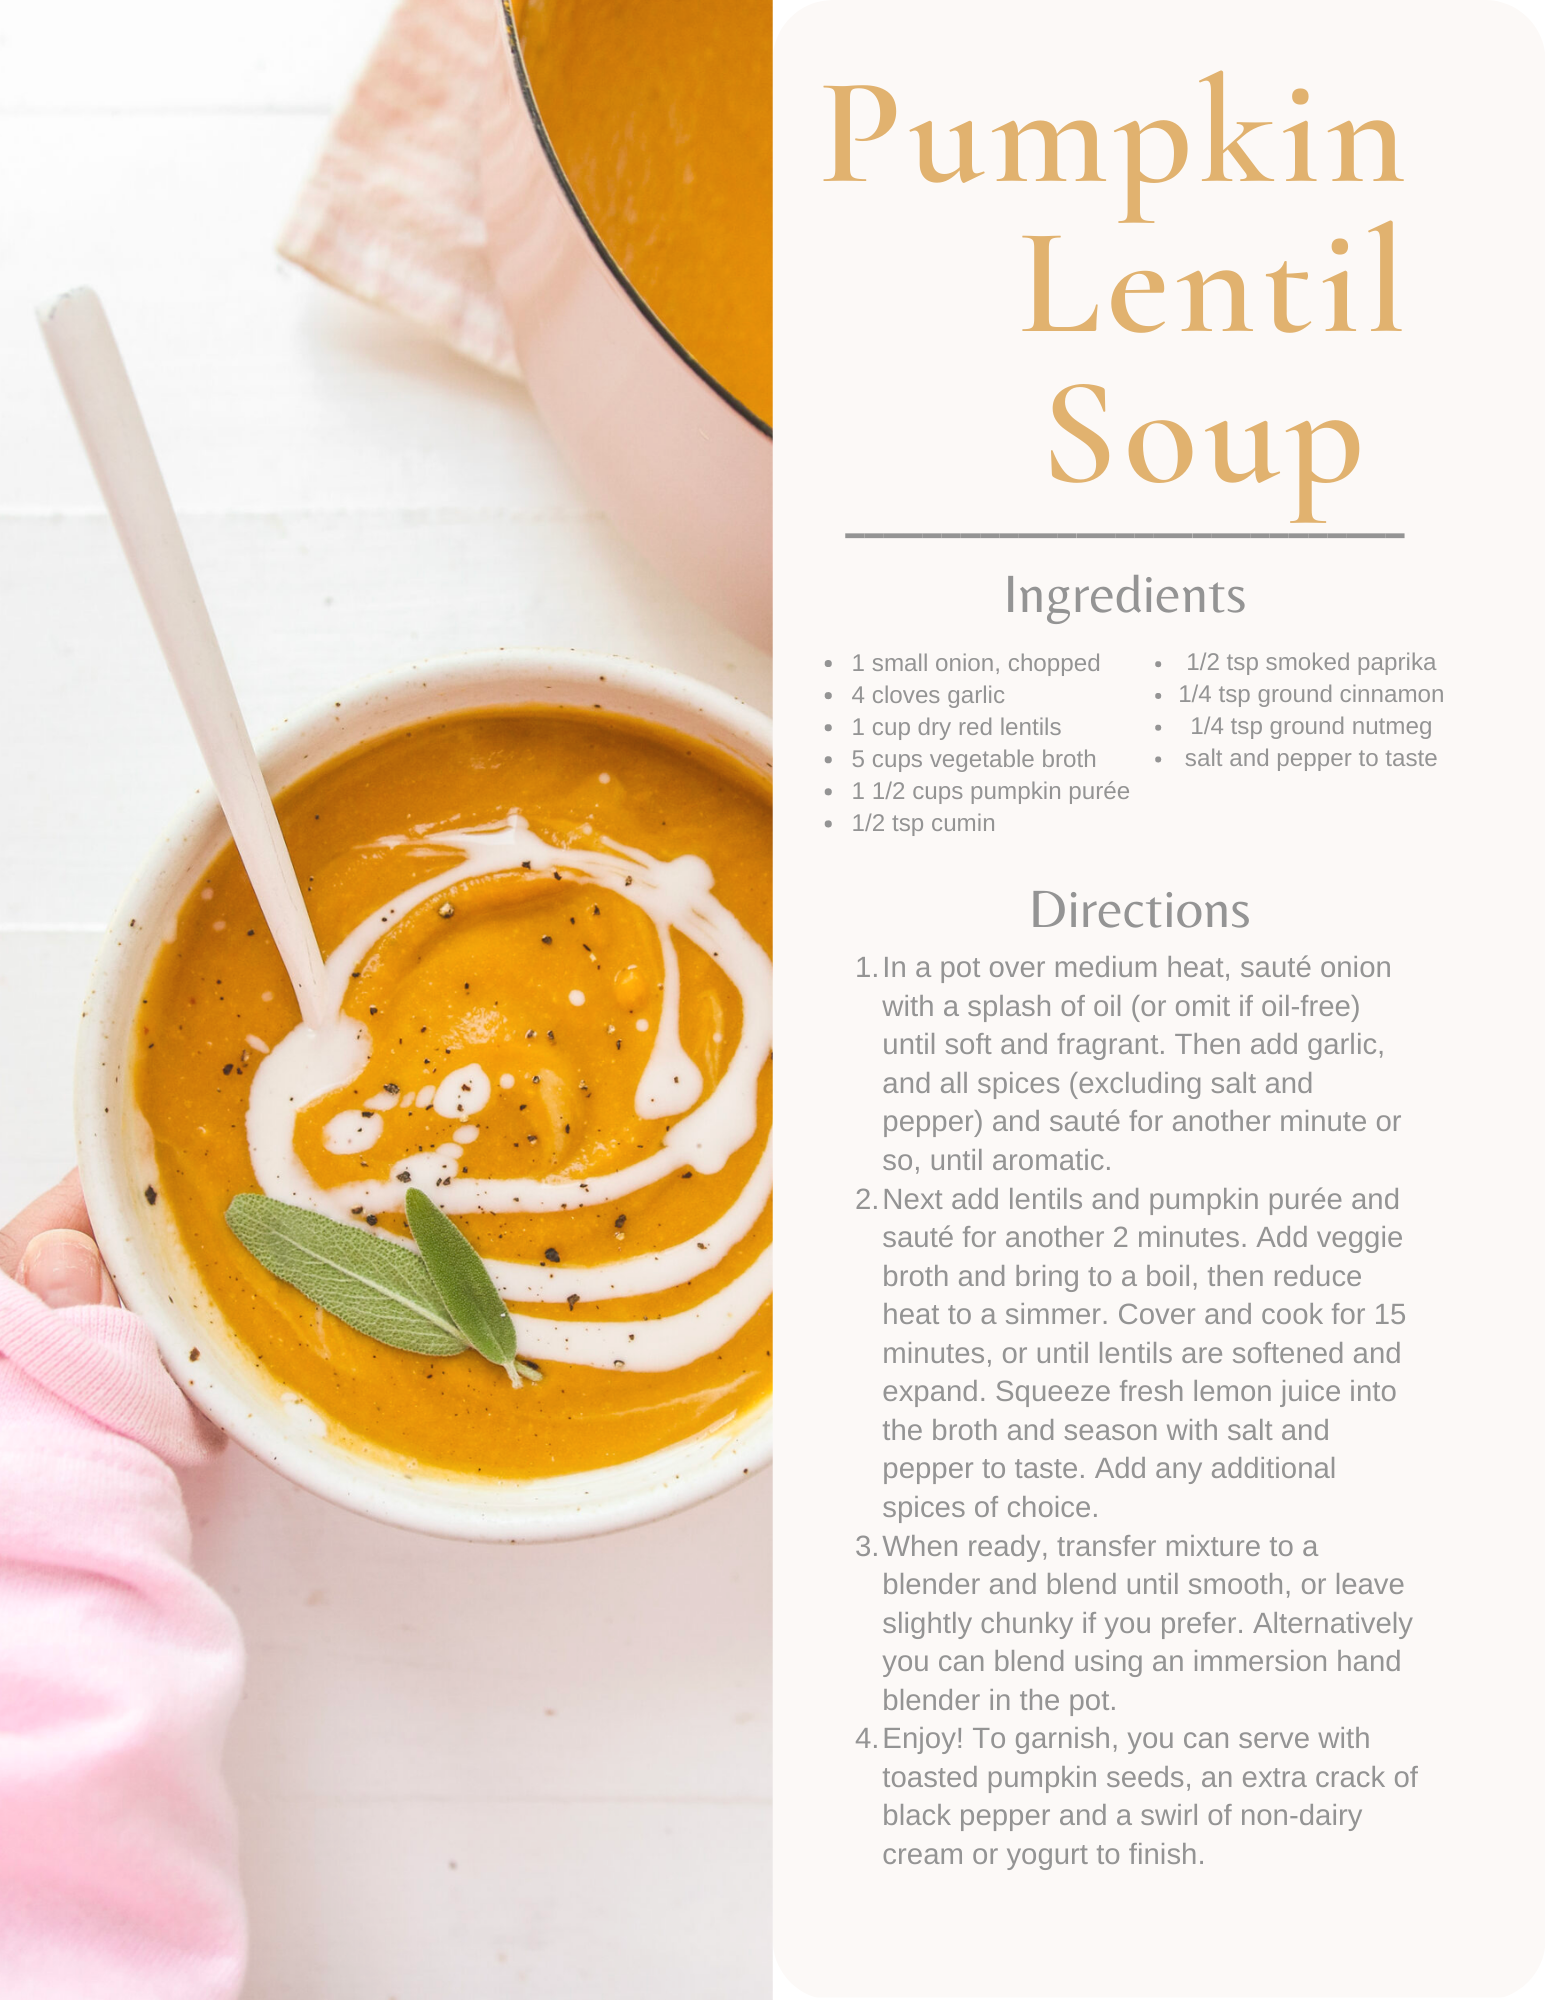 Pumpkin
Lentil
Soup
Ingredients
• 1 small onion, chopped
• 4 cloves garlic
• 1 cup dry red lentils
• 5 cups vegetable broth
• 1 1/2 cups pumpkin purée
• 1/2 tsp cumin
• 1/2 tsp smoked paprika
• 1/4 tsp ground cinnamon
• 1/4 tsp ground nutmeg
• salt and pepper to taste
Directions
1. In a pot over medium heat, sauté onion
with a splash of oil (or omit if oil-free)
until soft and fragrant. Then add garlic,
and all spices (excluding salt and
pepper) and sauté for another minute or
so, until aromatic.
2. Next add lentils and pumpkin purée and
sauté for another 2 minutes. Add veggie
broth and bring to a boil, then reduce
heat to a simmer. Cover and cook for 15
minutes, or until lentils are softened and
expand. Squeeze fresh lemon juice into
the broth and season with salt and
pepper to taste. Add any additional
spices of choice.
3. When ready, transfer mixture to a
blender and blend until smooth, or leave
slightly chunky if you prefer. Alternatively
you can blend using an immersion hand
blender in the pot.
4. Enjoy! To garnish, you can serve with
toasted pumpkin seeds, an extra crack of
black pepper and a swirl of non-dairy
cream or yogurt to finish.